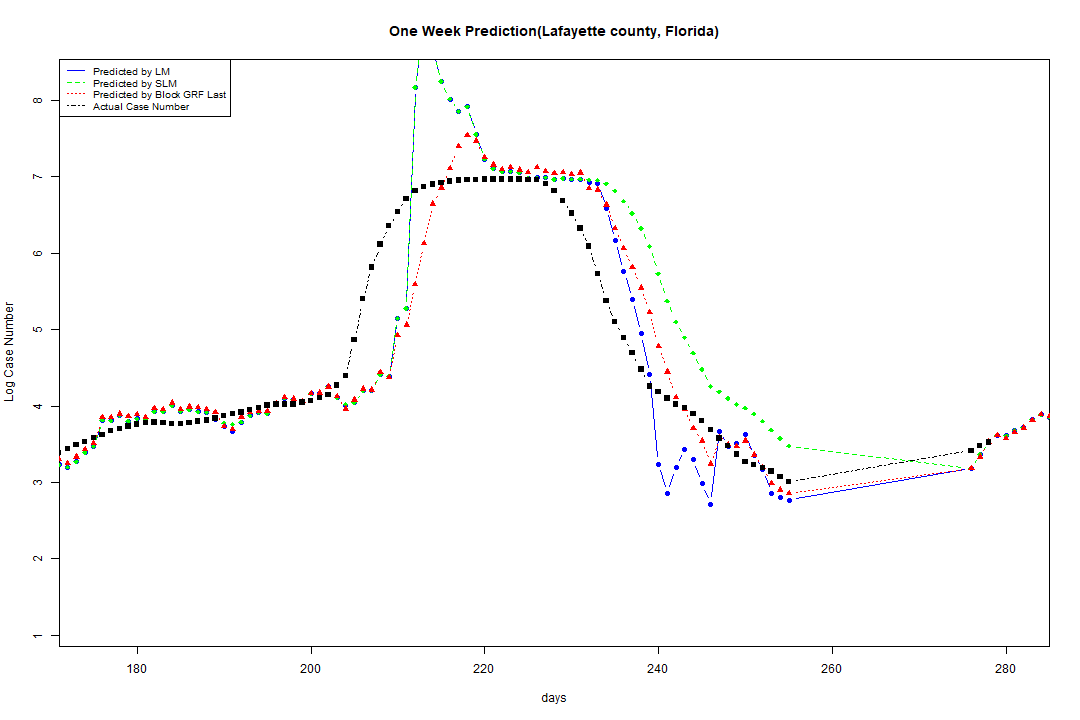 One Week Prediction(Lafayette county, Florida)
Predicted by LM
Predicted by SLM
Predicted by Block GRF Last
Actual Case Number
Log Case Number
8
7
6
5
4
3
2
1
180 200 220 240 260 280
days